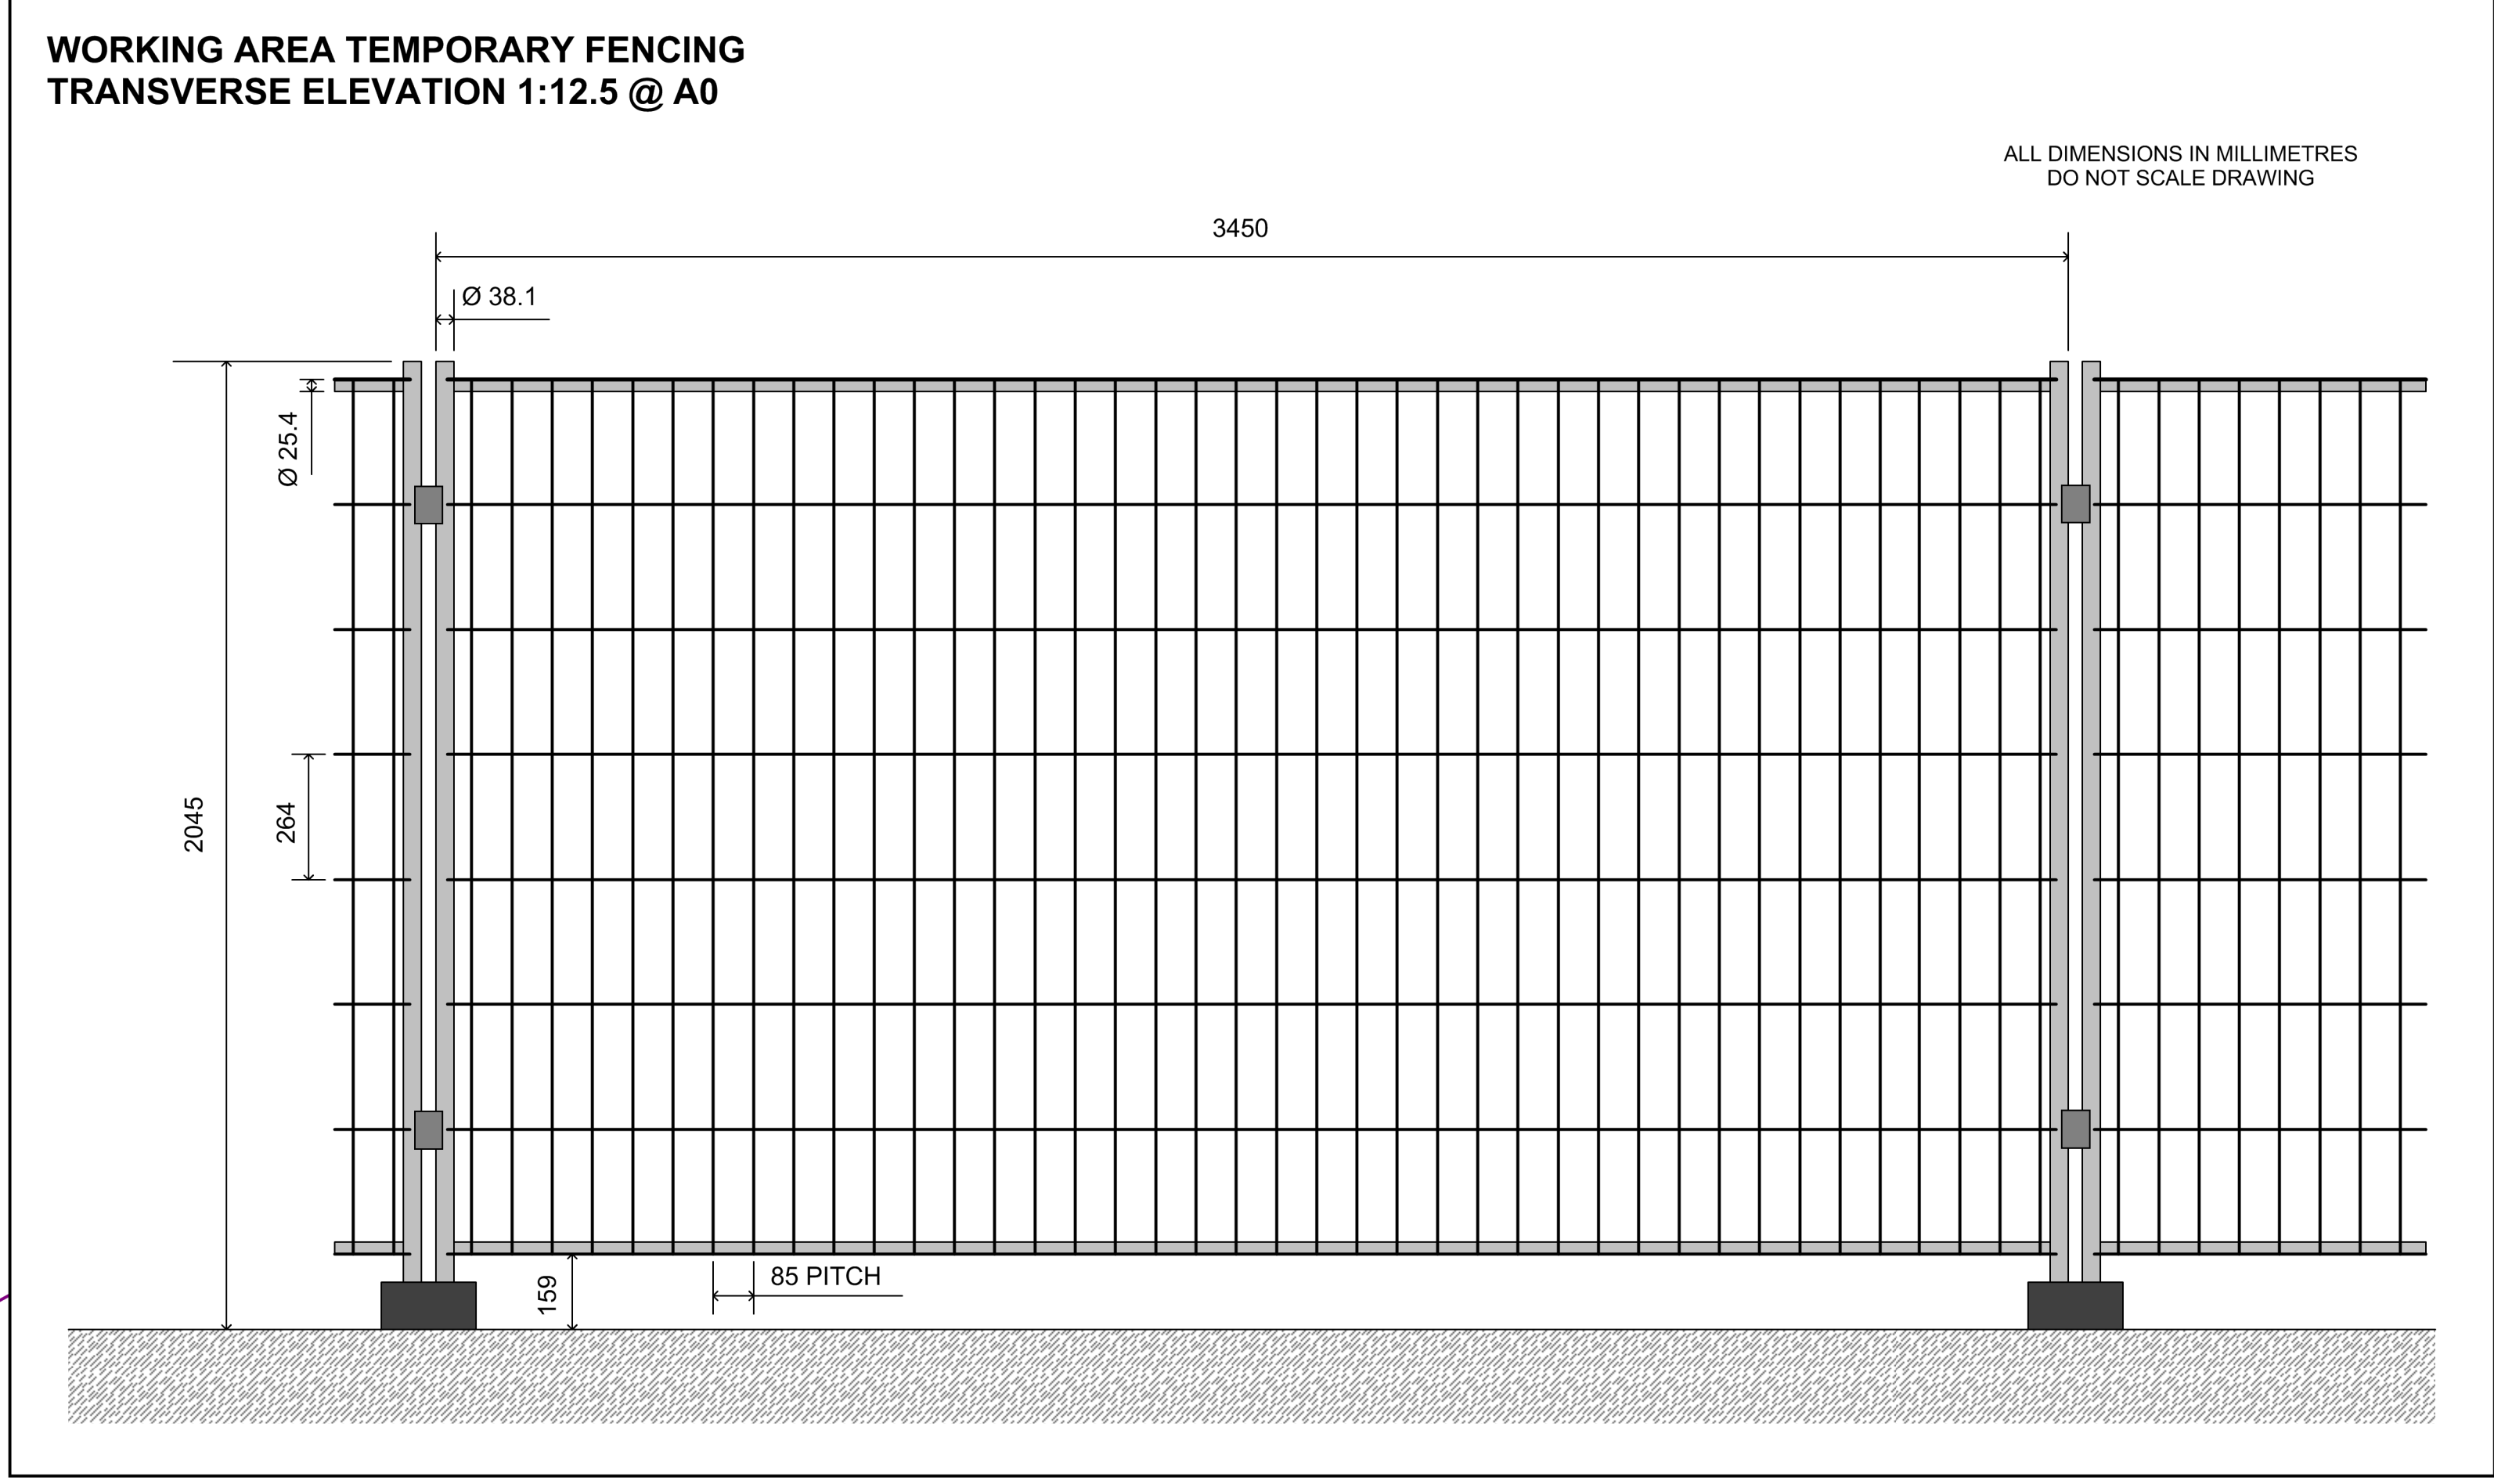 WORKING AREA TEMPORARY FENCING
TRANSVERSE ELEVATION 1:12.5 @ A0
ALL DIMENSIONS IN MILLIMETRES
DO NOT SCALE DRAWING
3450
Ø 38.1
Ø 25.4
2045
264
159
85 PITCH